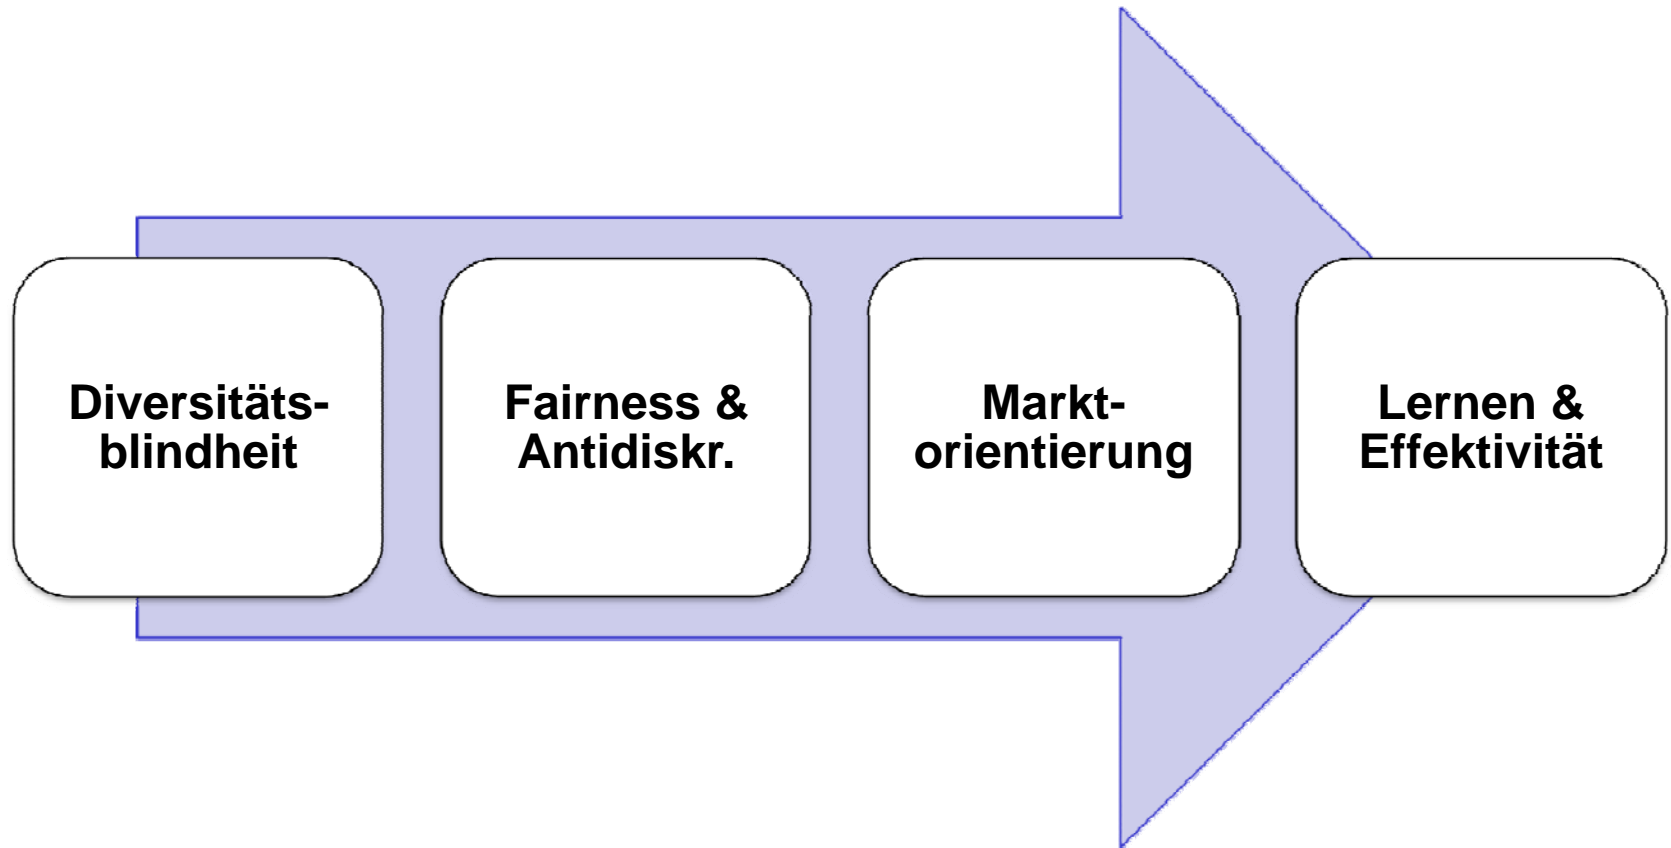 Diversitäts-
blindheit
Fairness &
Antidiskr.
Markt-
orientierung
Lernen &
Effektivität